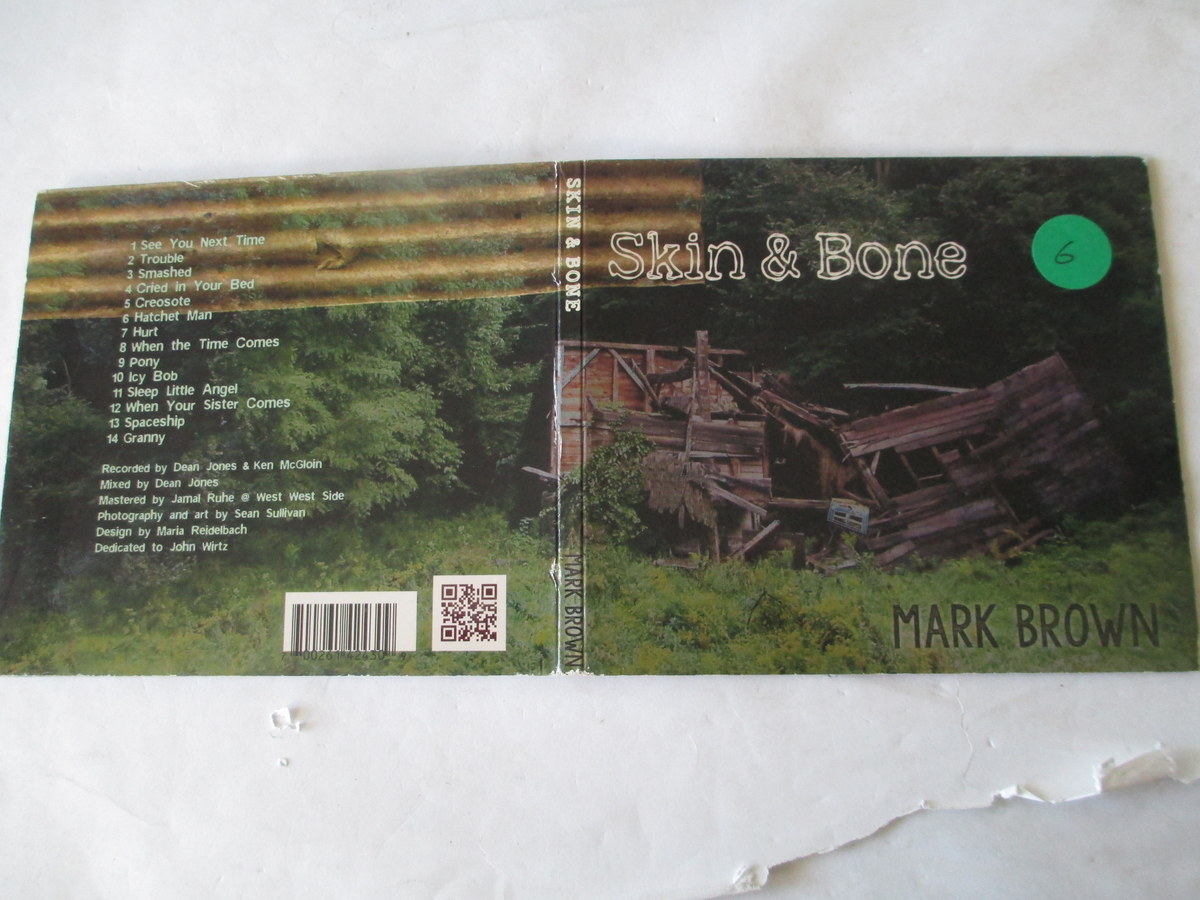 1 See You Next Time
2 Trouble
3 Smashed
4 Cried in Your Bed
5 Creosote
6 Hatchet Man
7 Hurt
8 When the Time Comes
9 Pony
10 Icy Bob
11 Sleep Little Angel
12 When Your Sister Comes
13 Spaceship
14 Granny
Recorded by Dean Jones & Ken McGloin
Mixed by Dean Jones
Mastered by Jamal Ruhe @ West West Side
Photography and art by Sean Sullivan
Design by Maria Reidelbach
Dedicated to John Wirtz
SKIN & BONE
MARK BROWN
Skin & Bone
6
MARK BROWN